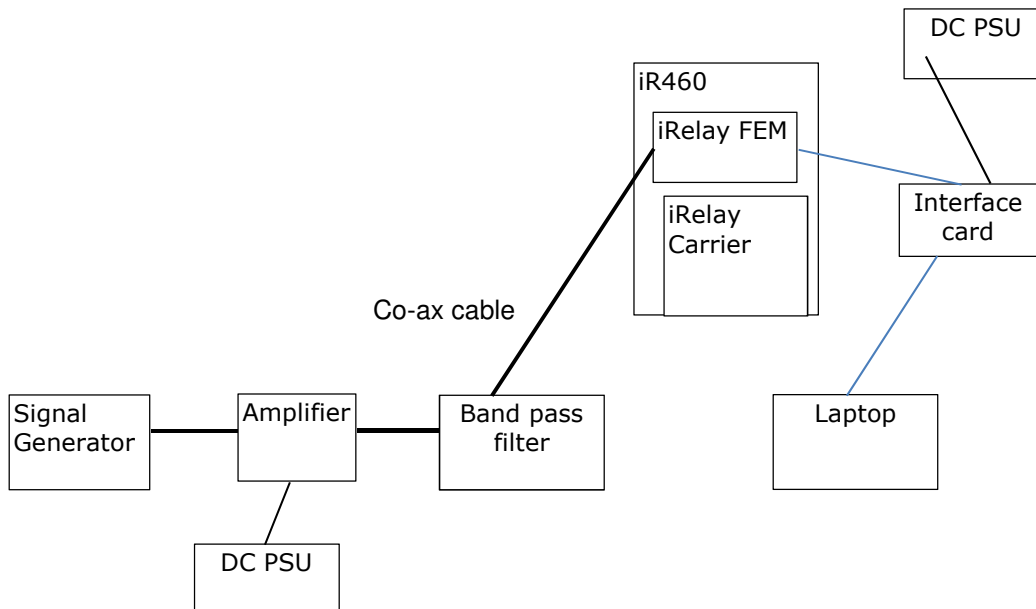 DC PSU
iR460
iRelay FEM
iRelay
Carrier
Interface
card
Co-ax cable
Signal
Generator
Amplifier
Band pass
filter
Laptop
DC PSU